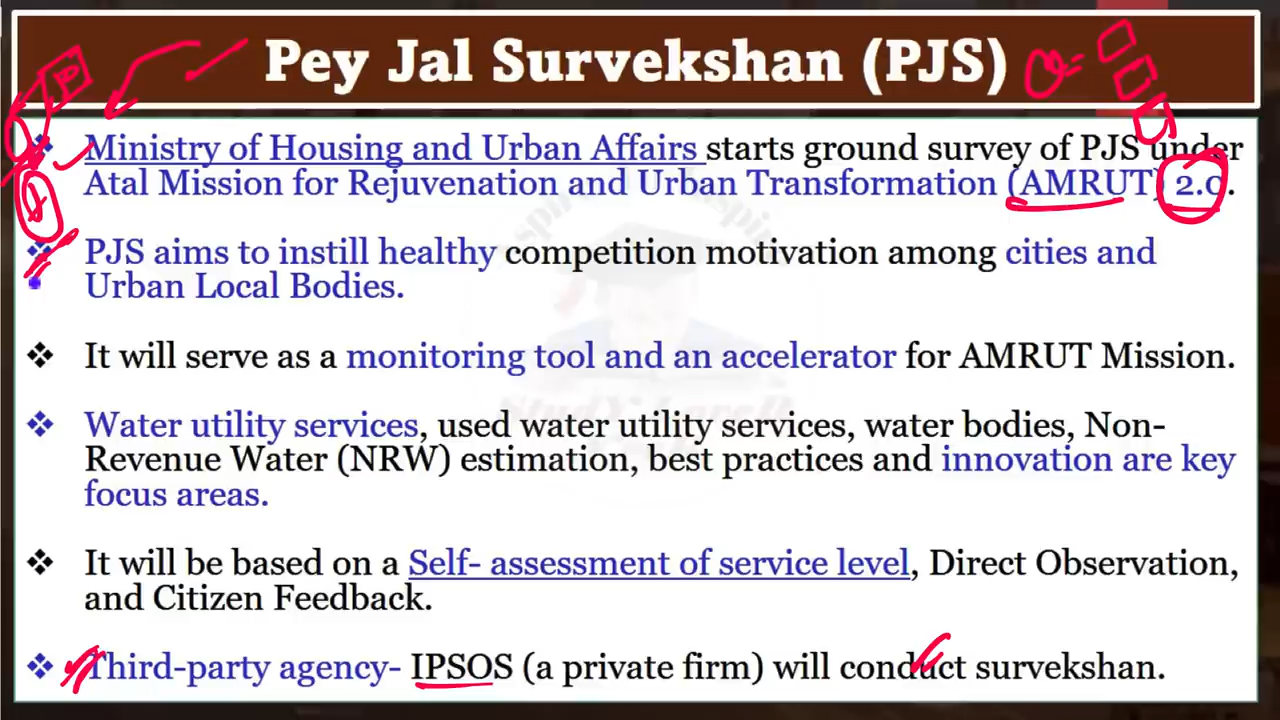 Pey Jal Survekshan (PJS)
Ministry of Housing and Urban Affairs starts ground survey of PJS under
Atal Mission for Rejuvenation and Urban Transformation (AMRUT) 2.0.
PJS aims to instill healthy competition motivation among cities and
Urban Local Bodies.
It will serve as a monitoring tool and an accelerator for AMRUT Mission.
Water utility services, used water utility services, water bodies, Non-
Revenue Water (NRW) estimation, best practices and innovation are key
focus areas.
It will be based on a Self- assessment of service level, Direct Observation,
and Citizen Feedback.
Third-party agency- IPSOS (a private firm) will conduct survekshan.